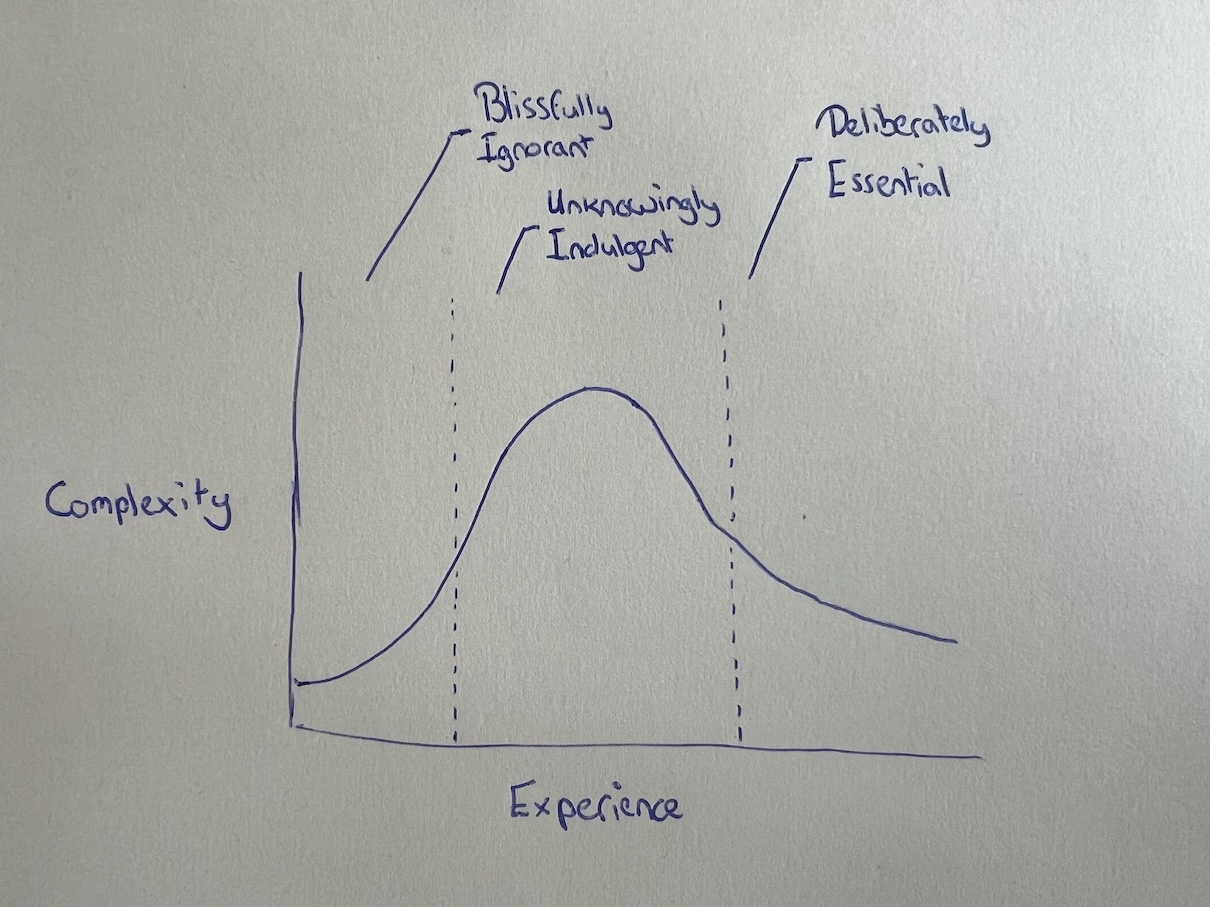 Blissfully
Ignorant
Deliberately
Essential
Unknowingly
Indulgent
Complexity
Experience